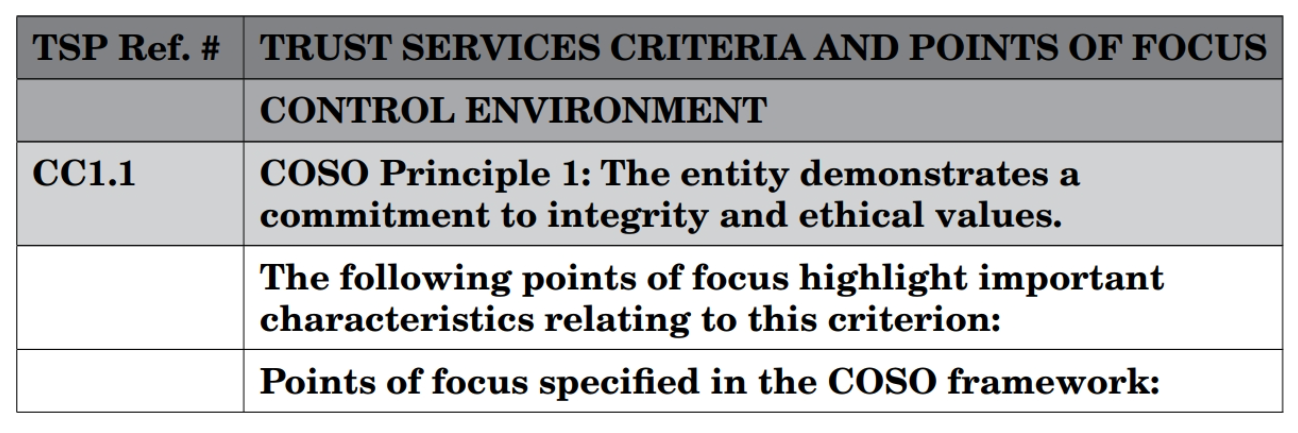 TSP Ref. # TRUST SERVICES CRITERIA AND POINTS OF FOCUS
CONTROL ENVIRONMENT
CC1.1 COSO Principle 1: The entity demonstrates a
commitment to integrity and ethical values.
The following points of focus highlight important
characteristics relating to this criterion:
Points of focus specified in the COSO framework: